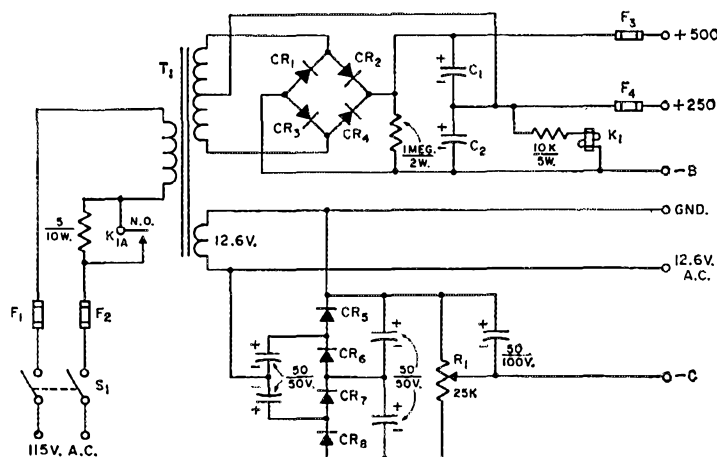 F3
+500
T1
CR1
CR2
C1
F4
+250
CR3
CR4
C2
K1
1 MEG.
2W.
10K
5W.
-B
5
10W.
K1A
N.O.
GND.
12.6V.
12.6V.
A.C.
F1
F2
CR5
CR6
50
50V.
50
50V.
R1
50
100V.
-C
S1
CR7
25K
CR8
115V. A.C.